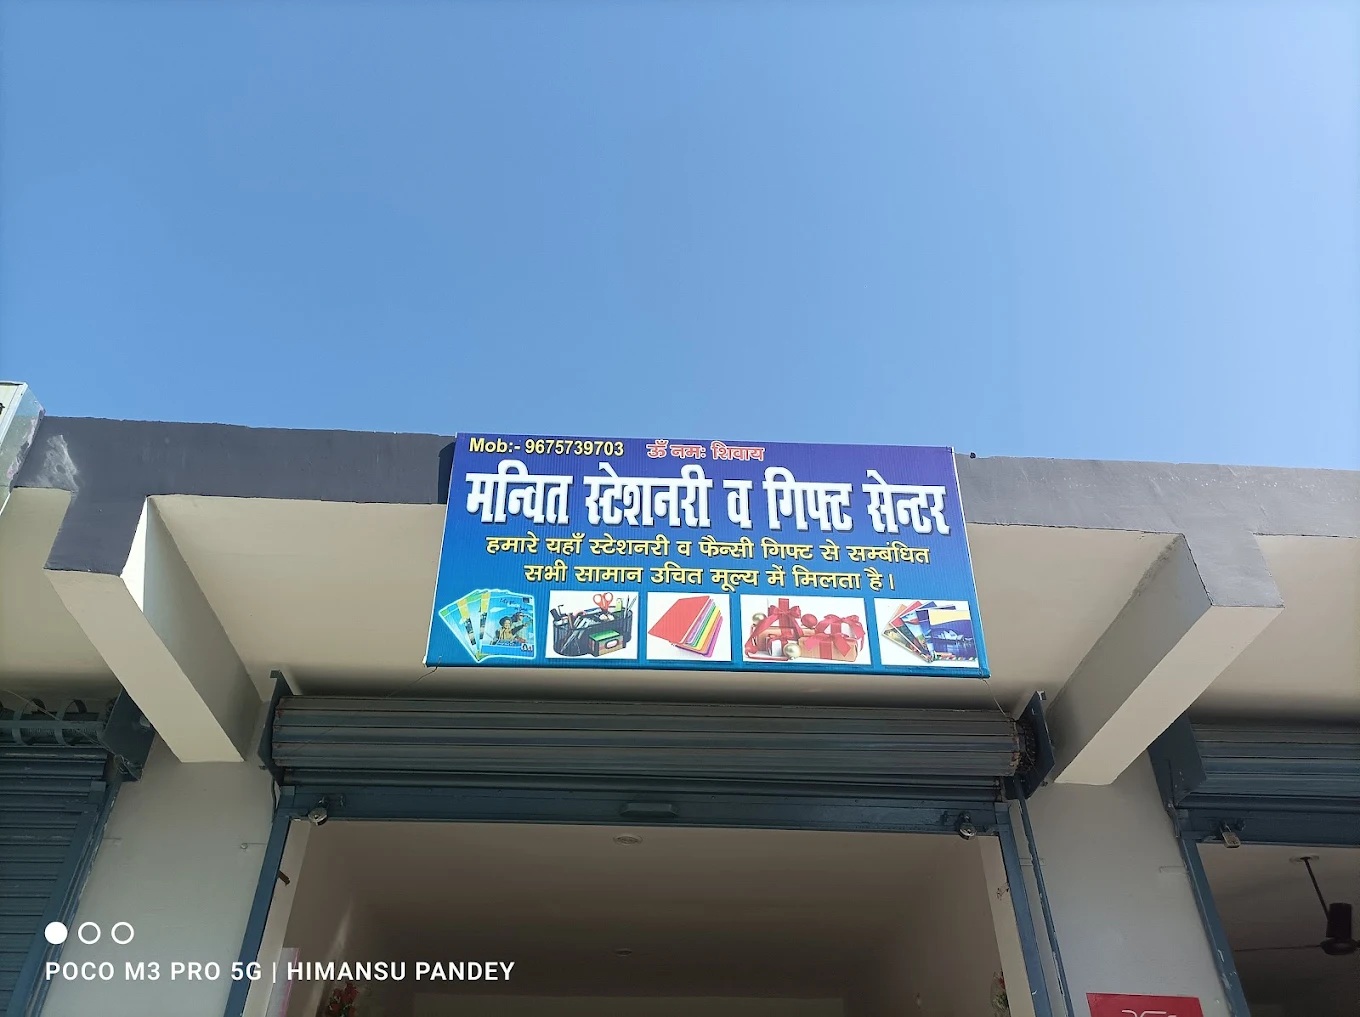 Mob:- 9675739703 ऊँ नमः शिवाय
मन्वित स्टेशनरी व गिफ्ट सेन्टर
हमारे यहाँ स्टेशनरी व फैन्सी गिफ्ट से सम्बंधित
सभी सामान उचित मूल्य में मिलता है।
POCO M3 PRO 5G | HIMANSU PANDEY